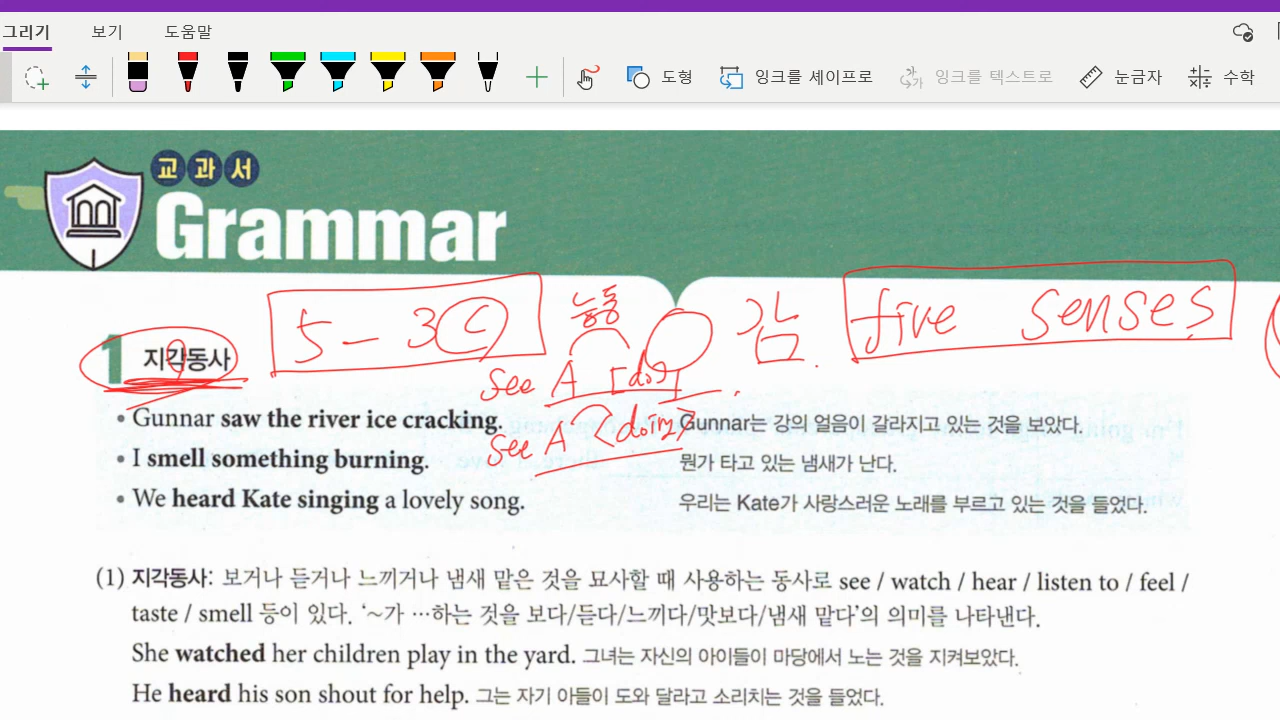 그리기 보기 도움말
도형 잉크를 셰이프로 잉크를 텍스트로 눈금자 수학
교과서
Grammar
5 - 3 C 능동 감 five senses
1 지각동사
see A [do]
• Gunnar saw the river ice cracking. Gunnar는 강의 얼음이 갈라지고 있는 것을 보았다.
see A <doing>
• I smell something burning. 뭔가 타고 있는 냄새가 난다.
• We heard Kate singing a lovely song. 우리는 Kate가 사랑스러운 노래를 부르고 있는 것을 들었다.
(1) 지각동사: 보거나 듣거나 느끼거나 냄새 맡은 것을 묘사할 때 사용하는 동사로 see / watch / hear / listen to / feel /
taste / smell 등이 있다. ‘~가 …하는 것을 보다/듣다/느끼다/맛보다/냄새 맡다’의 의미를 나타낸다.
She watched her children play in the yard. 그녀는 자신의 아이들이 마당에서 노는 것을 지켜보았다.
He heard his son shout for help. 그는 자기 아들이 도와 달라고 소리치는 것을 들었다.